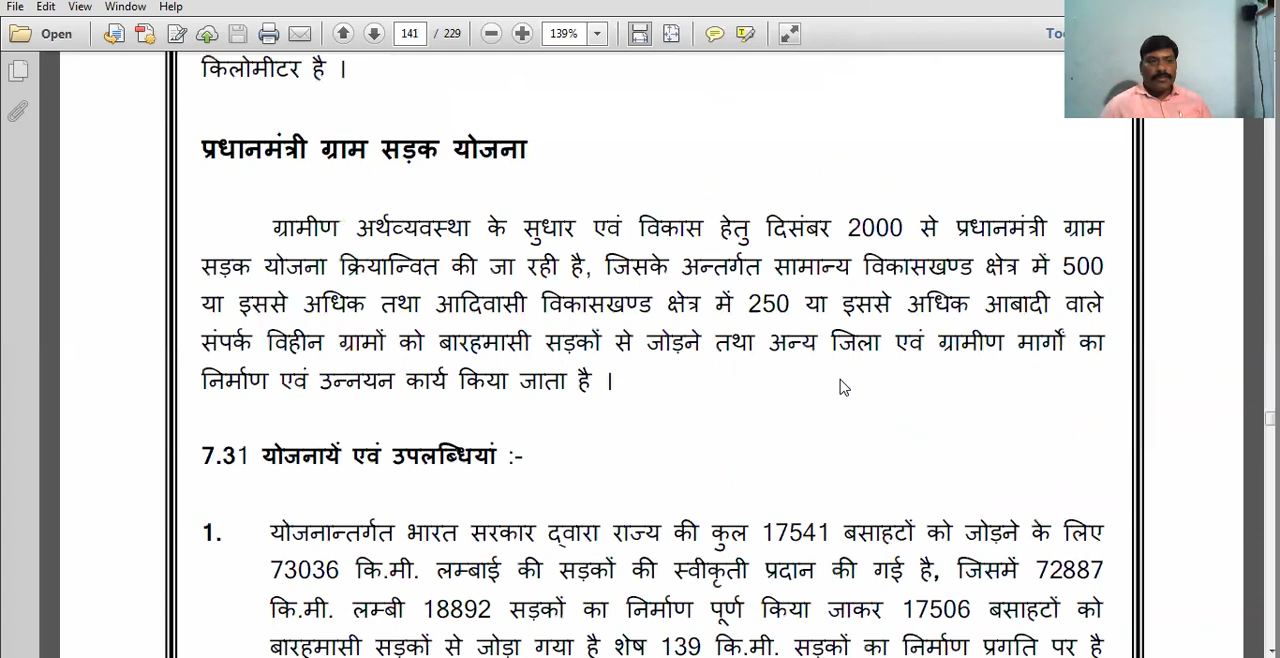 File Edit View Window Help
Open 141 / 229 139%
किलोमीटर है ।
प्रधानमंत्री ग्राम सड़क योजना
ग्रामीण अर्थव्यवस्था के सुधार एवं विकास हेतु दिसंबर 2000 से प्रधानमंत्री ग्राम
सड़क योजना क्रियान्वित की जा रही है, जिसके अन्तर्गत सामान्य विकासखण्ड क्षेत्र में 500
या इससे अधिक तथा आदिवासी विकासखण्ड क्षेत्र में 250 या इससे अधिक आबादी वाले
संपर्क विहीन ग्रामों को बारहमासी सड़कों से जोड़ने तथा अन्य जिला एवं ग्रामीण मार्गों का
निर्माण एवं उन्नयन कार्य किया जाता है ।
7.31 योजनायें एवं उपलब्धियां :-
1. योजनान्तर्गत भारत सरकार द्वारा राज्य की कुल 17541 बसाहटों को जोड़ने के लिए
73036 कि.मी. लम्बाई की सड़कों की स्वीकृती प्रदान की गई है, जिसमें 72887
कि.मी. लम्बी 18892 सड़कों का निर्माण पूर्ण किया जाकर 17506 बसाहटों को
बारहमासी सड़कों से जोड़ा गया है शेष 139 कि.मी. सड़कों का निर्माण प्रगति पर है